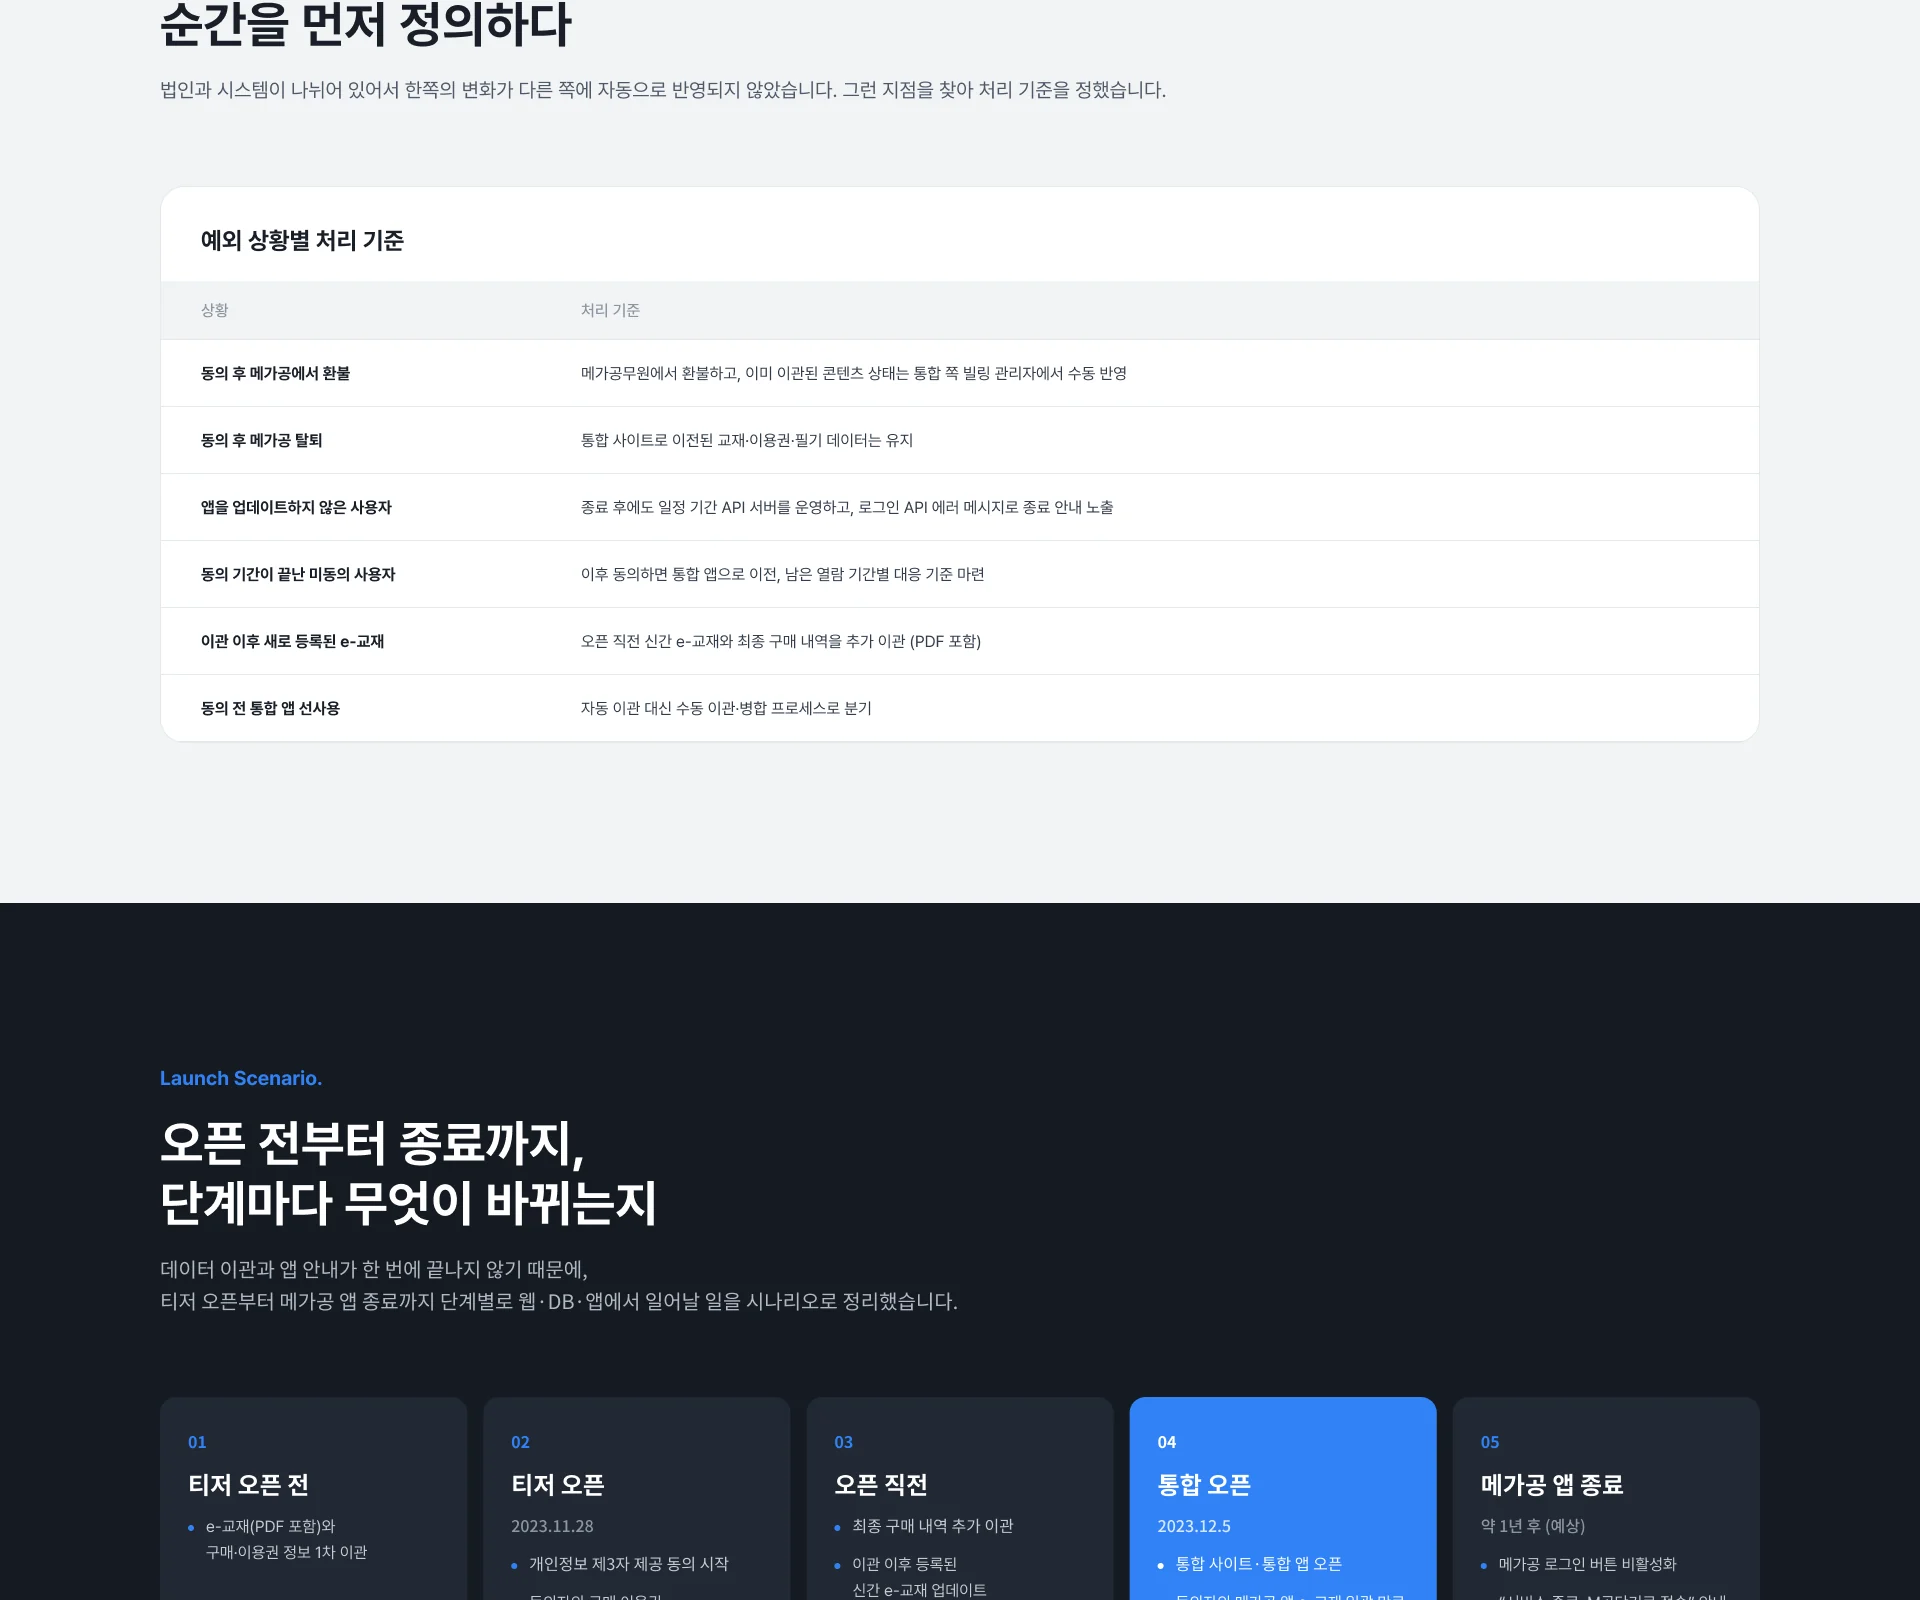 순간을 먼저 정의하다
법인과 시스템이 나뉘어 있어서 한쪽의 변화가 다른 쪽에 자동으로 반영되지 않았습니다. 그런 지점을 찾아 처리 기준을 정했습니다.
예외 상황별 처리 기준
상황 처리 기준
동의 후 메가공에서 환불 메가공무원에서 환불하고, 이미 이관된 콘텐츠 상태는 통합 쪽 빌링 관리자에서 수동 반영
동의 후 메가공 탈퇴 통합 사이트로 이전된 교재·이용권·필기 데이터는 유지
앱을 업데이트하지 않은 사용자 종료 후에도 일정 기간 API 서버를 운영하고, 로그인 API 에러 메시지로 종료 안내 노출
동의 기간이 끝난 미동의 사용자 이후 동의하면 통합 앱으로 이전, 남은 열람 기간별 대응 기준 마련
이관 이후 새로 등록된 e-교재 오픈 직전 신간 e-교재와 최종 구매 내역을 추가 이관 (PDF 포함)
동의 전 통합 앱 선사용 자동 이관 대신 수동 이관·병합 프로세스로 분기
Launch Scenario.
오픈 전부터 종료까지,
단계마다 무엇이 바뀌는지
데이터 이관과 앱 안내가 한 번에 끝나지 않기 때문에,
티저 오픈부터 메가공 앱 종료까지 단계별로 웹·DB·앱에서 일어날 일을 시나리오로 정리했습니다.
01
티저 오픈 전
e-교재(PDF 포함)와
구매·이용권 정보 1차 이관
02
티저 오픈
2023.11.28
개인정보 제3자 제공 동의 시작
03
오픈 직전
최종 구매 내역 추가 이관
이관 이후 등록된
신간 e-교재 업데이트
04
통합 오픈
2023.12.5
통합 사이트·통합 앱 오픈
05
메가공 앱 종료
약 1년 후 (예상)
메가공 로그인 버튼 비활성화